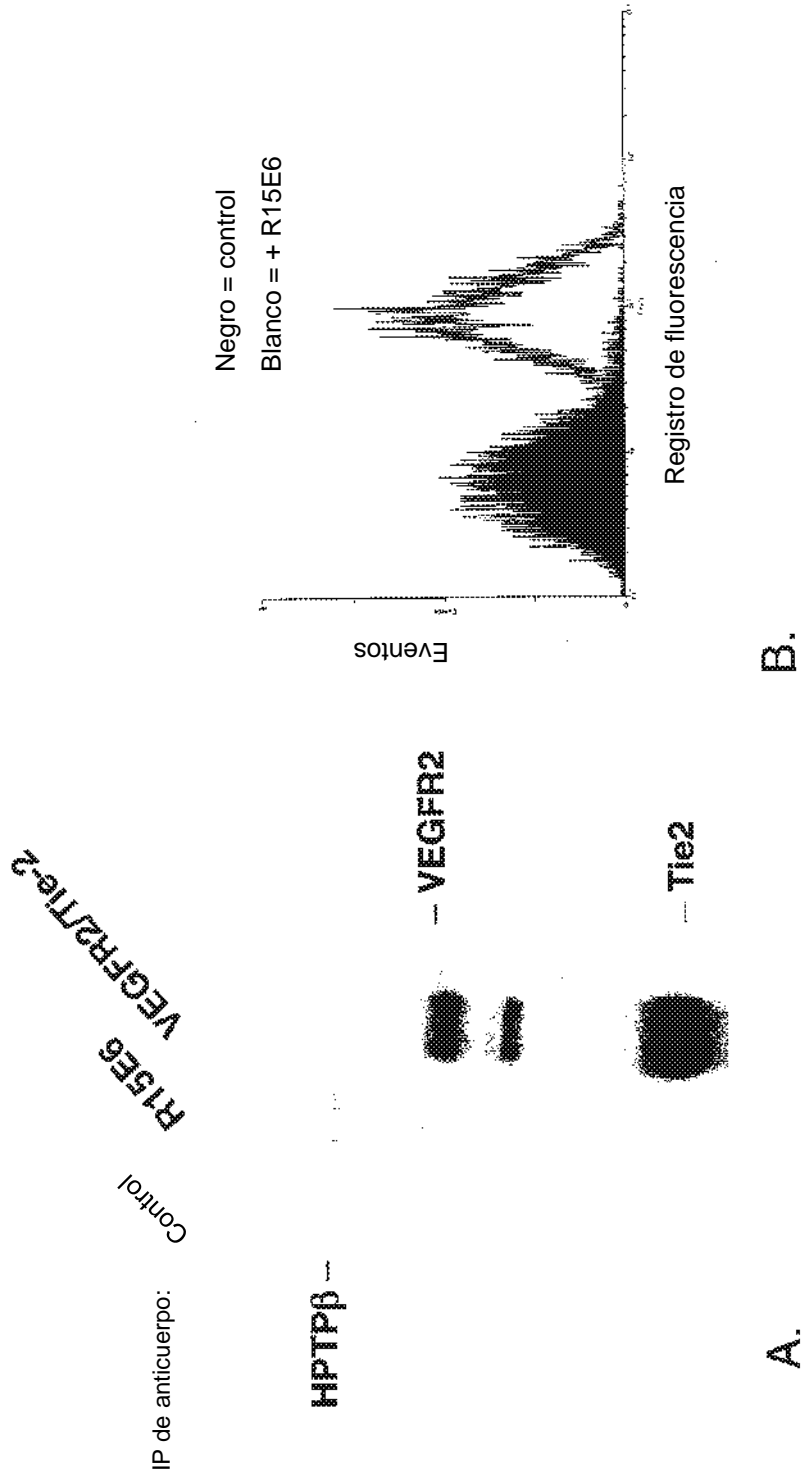 IP de anticuerpo:
Control
R15E6
VEGFR2/Tie-2
HPTPβ —
— VEGFR2
— Tie2
A.
Negro = control
Blanco = + R15E6
Eventos
0
Registro de fluorescencia
B.